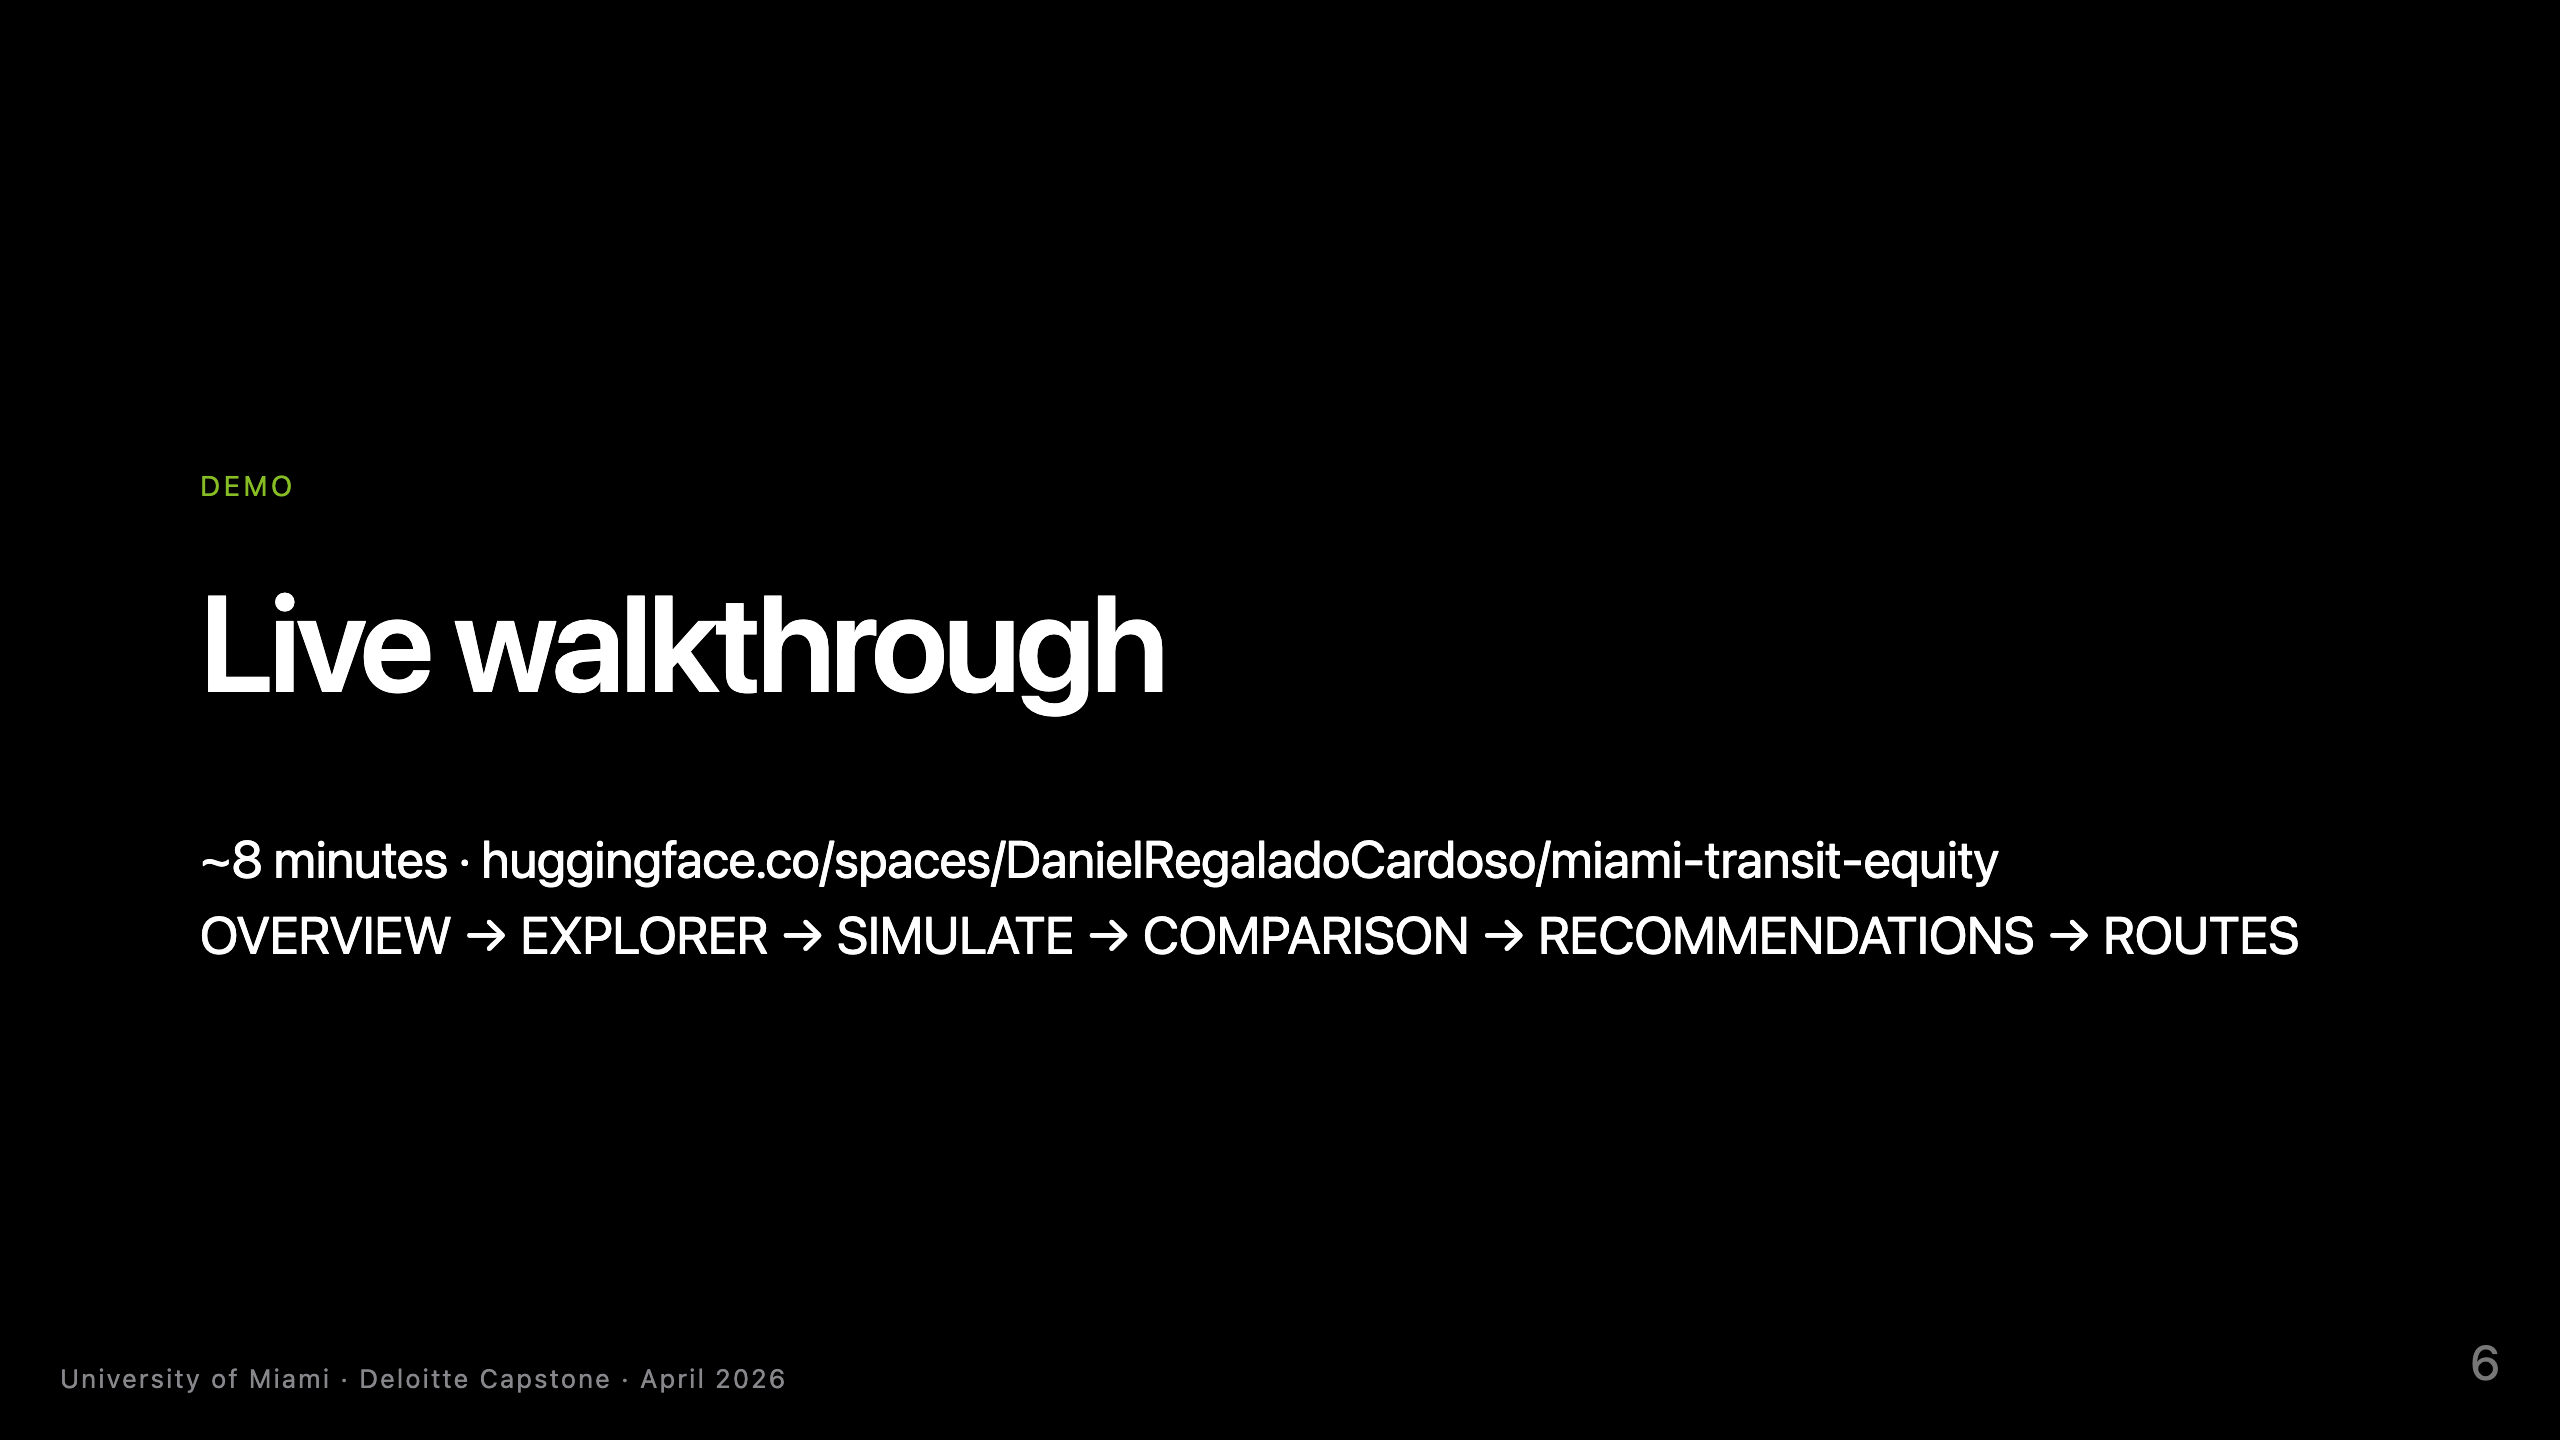 DEMO
Live walkthrough
~8 minutes · huggingface.co/spaces/DanielRegaladoCardoso/miami-transit-equity
OVERVIEW → EXPLORER → SIMULATE → COMPARISON → RECOMMENDATIONS → ROUTES
University of Miami · Deloitte Capstone · April 2026
6